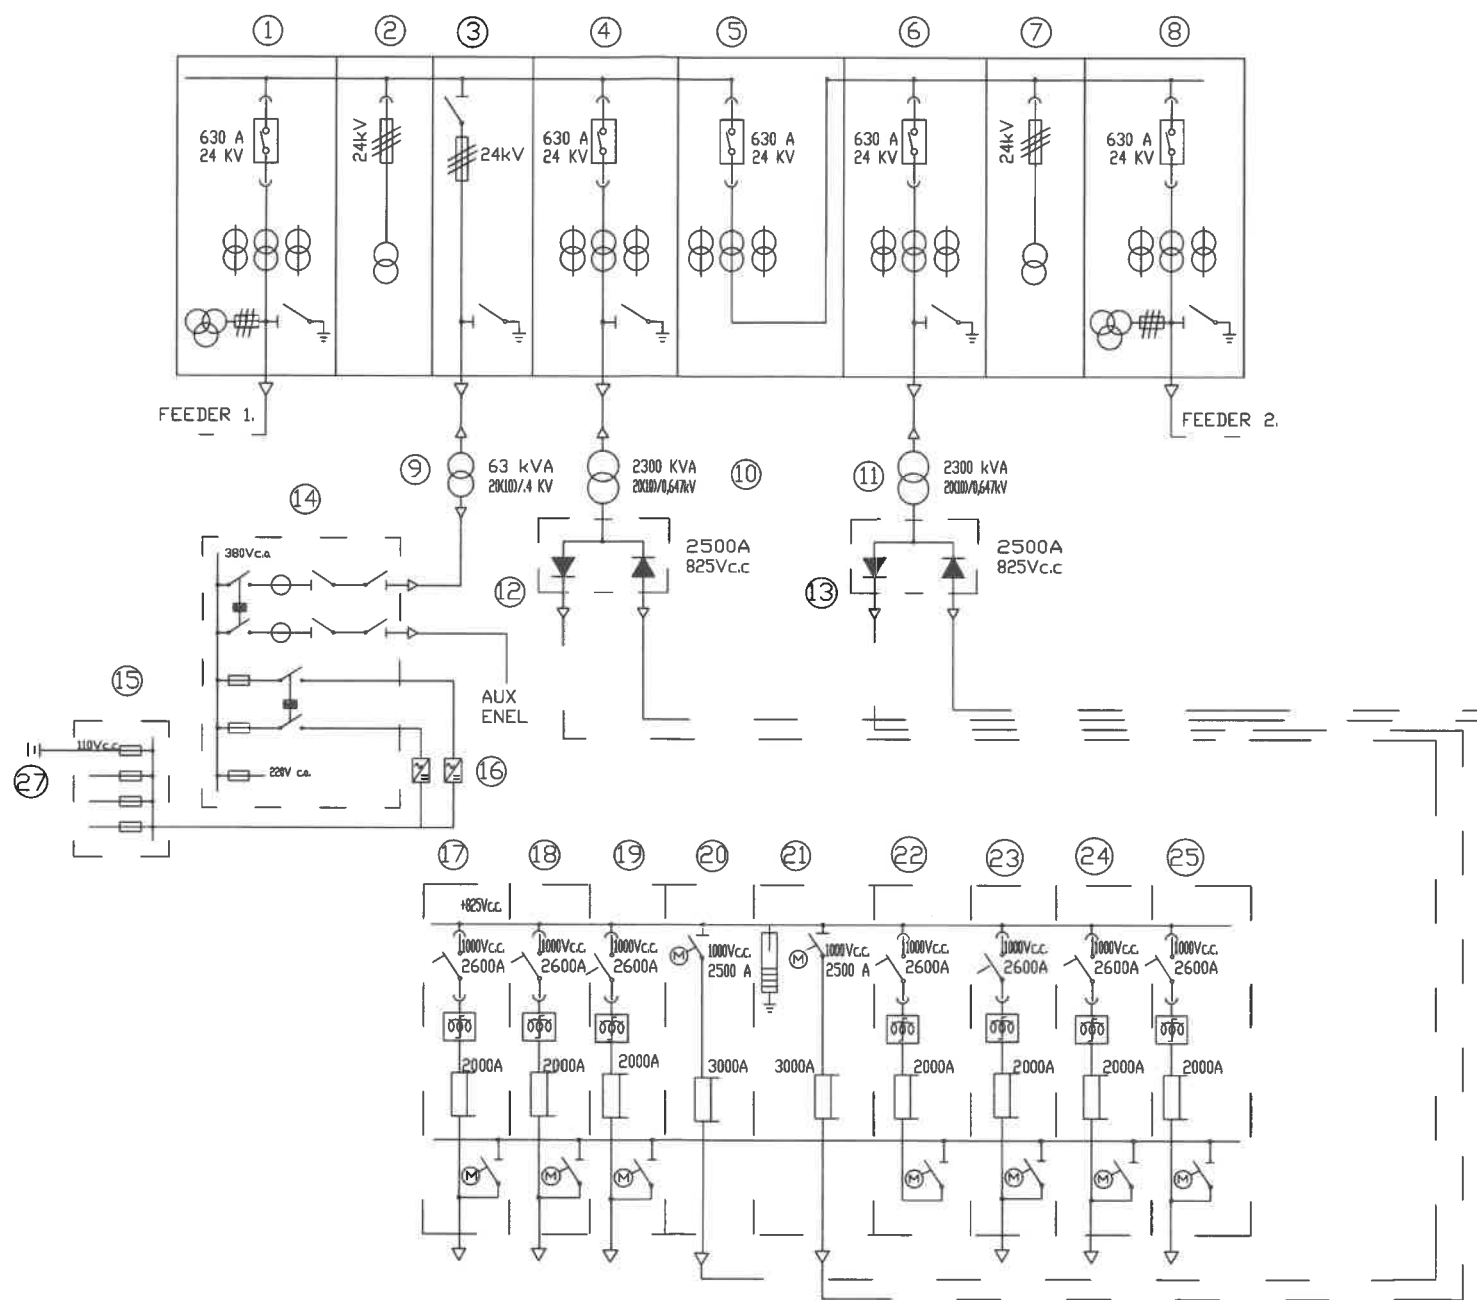 1 2 3 4 5 6 7 8
630 A
24 KV
24kV
24kV
630 A
24 KV
630 A
24 KV
630 A
24 KV
24kV
630 A
24 KV
FEEDER 1.
FEEDER 2.
9
63 kVA
20(10)/.4 KV
2300 KVA
20(10)/0,647kV
10
11
2300 kVA
20(10)/0,647kV
14
380Vc.a
12
2500A
825Vc.c
13
2500A
825Vc.c
AUX
ENEL
15
110Vc.c
27
220V c.a.
16
17 18 19 20 21 22 23 24 25
+825Vc.c.
1000Vc.c.
2600A
1000Vc.c.
2600A
1000Vc.c.
2600A
M
1000Vc.c.
2500 A
M
1000Vc.c.
2500 A
1000Vc.c.
2600A
1000Vc.c.
2600A
1000Vc.c.
2600A
1000Vc.c.
2600A
2000A 2000A 2000A 3000A 3000A 2000A 2000A 2000A 2000A
M M M M M M M